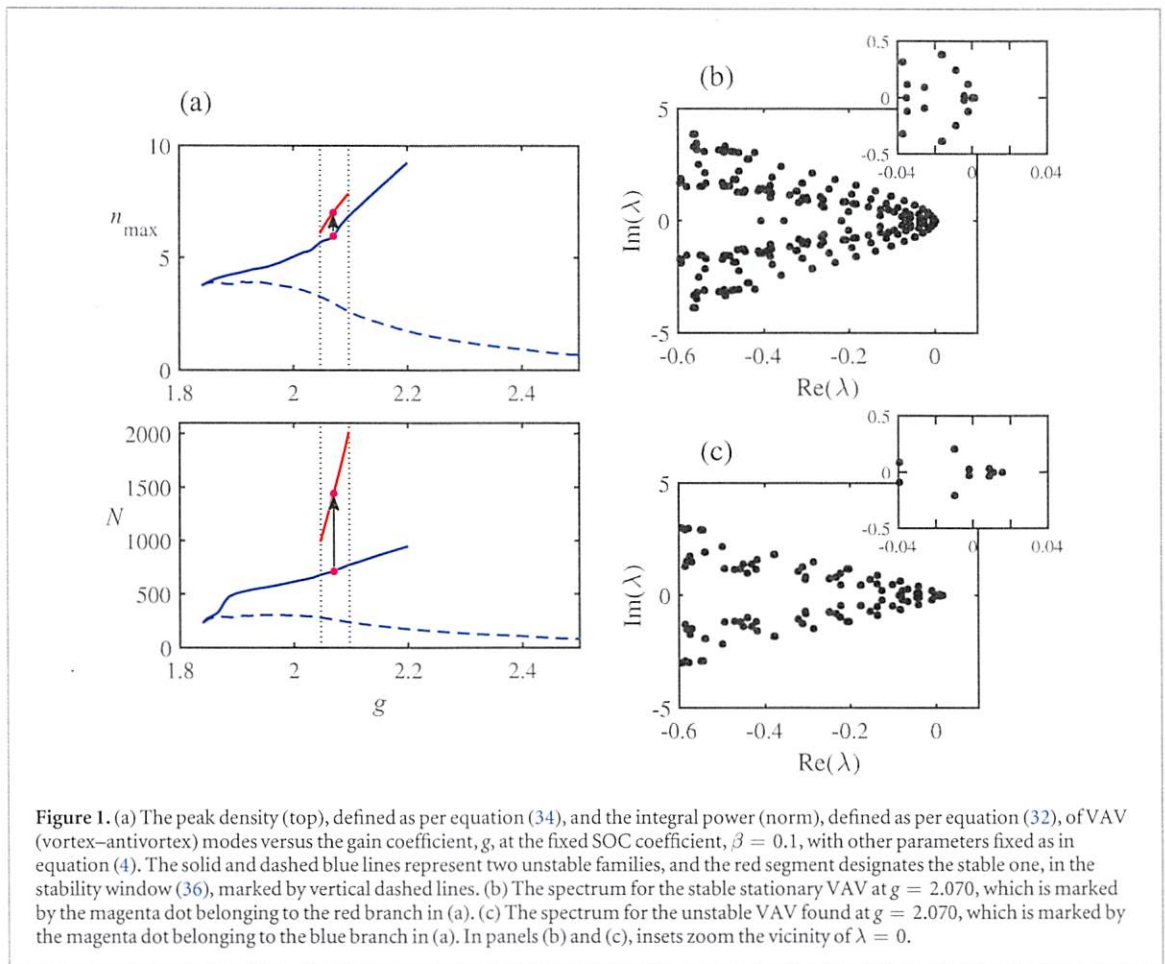 (a)
10
n max
5
0
1.8 2 2.2 2.4
2000
1500
N
1000
500
0
1.8 2 2.2 2.4
g
(b)
0.5
0
-0.5
-0.04 0 0.04
5
Im(λ)
0
-5
-0.6 -0.4 -0.2 0
Re(λ)
(c)
0.5
0
-0.5
-0.04 0 0.04
5
Im(λ)
0
-5
-0.6 -0.4 -0.2 0
Re(λ)
Figure 1. (a) The peak density (top), defined as per equation (34), and the integral power (norm), defined as per equation (32), of VAV
(vortex–antivortex) modes versus the gain coefficient, g, at the fixed SOC coefficient, β = 0.1, with other parameters fixed as in
equation (4). The solid and dashed blue lines represent two unstable families, and the red segment designates the stable one, in the
stability window (36), marked by vertical dashed lines. (b) The spectrum for the stable stationary VAV at g = 2.070, which is marked
by the magenta dot belonging to the red branch in (a). (c) The spectrum for the unstable VAV found at g = 2.070, which is marked by
the magenta dot belonging to the blue branch in (a). In panels (b) and (c), insets zoom the vicinity of λ = 0.